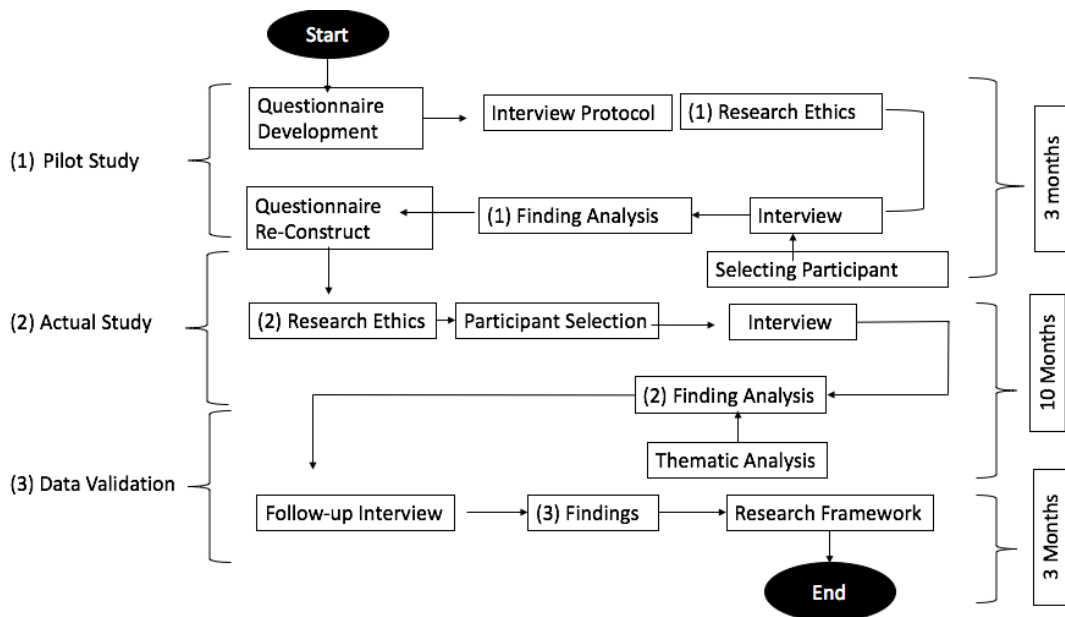 Start
Questionnaire
Development
Interview Protocol
(1) Research Ethics
(1) Pilot Study
3 months
Questionnaire
Re-Construct
(1) Finding Analysis
Interview
Selecting Participant
(2) Actual Study
(2) Research Ethics
Participant Selection
Interview
10 Months
(2) Finding Analysis
Thematic Analysis
(3) Data Validation
Follow-up Interview
(3) Findings
Research Framework
3 Months
End